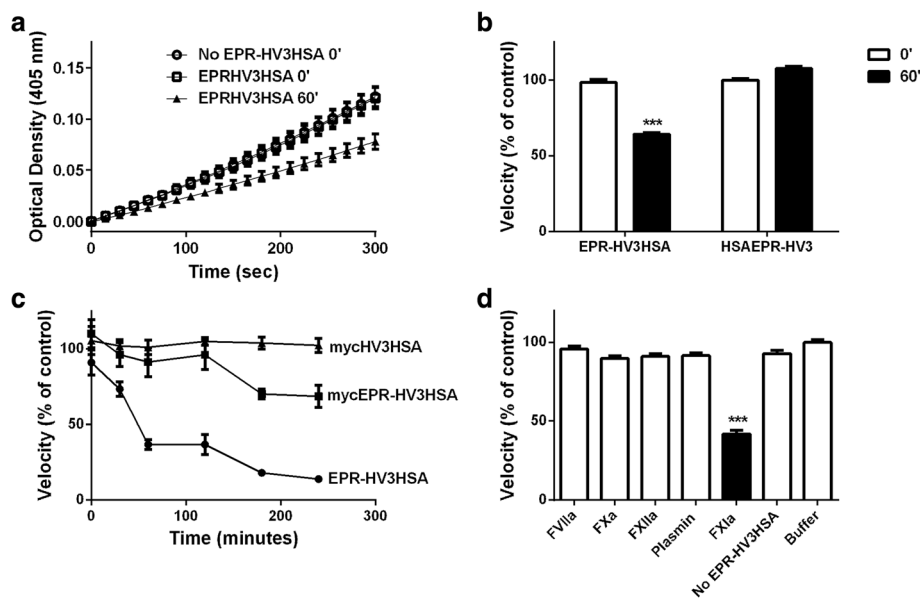 a
Optical Density (405 nm)
0.15
0.10
0.05
0.00
No EPR-HV3HSA 0'
EPRHV3HSA 0'
EPRHV3HSA 60'
0
100
200
300
Time (sec)
b
Velocity (% of control)
100
50
0
***
EPR-HV3HSA
HSAEPR-HV3
0'
60'
c
Velocity (% of control)
100
50
0
mycHV3HSA
mycEPR-HV3HSA
EPR-HV3HSA
0
100
200
300
Time (minutes)
d
Velocity (% of control)
100
50
0
***
FVIIa
FXa
FXIIa
Plasmin
FXIa
No EPR-HV3HSA
Buffer